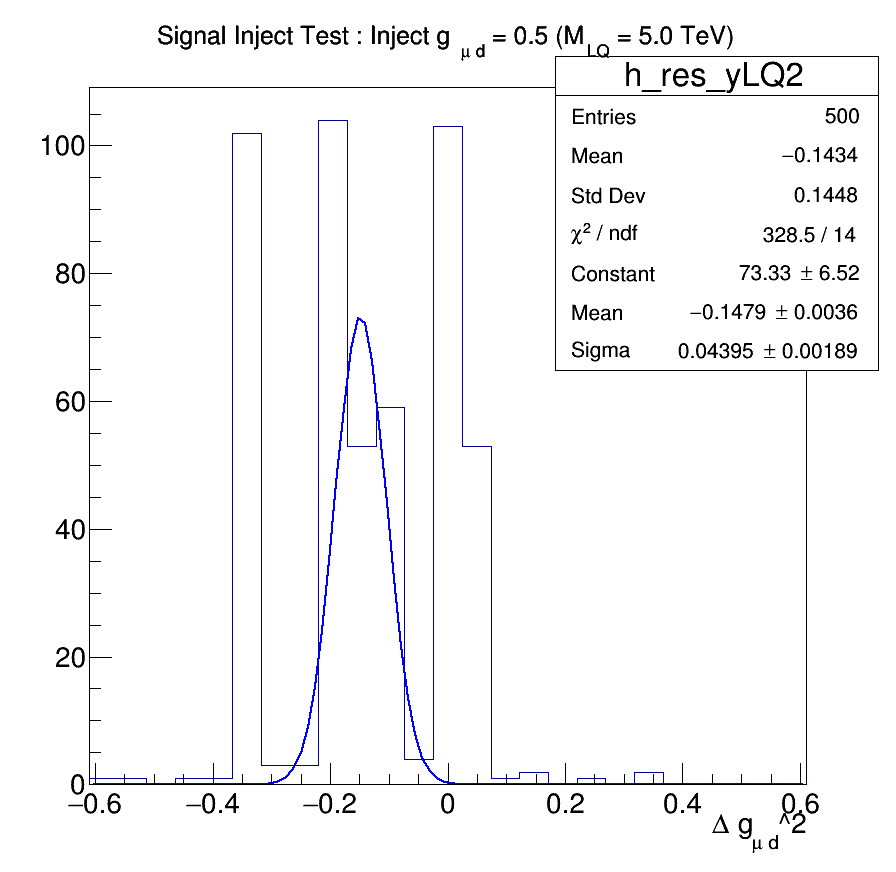 Signal Inject Test : Inject g μ d = 0.5 (M LQ = 5.0 TeV)
h_res_yLQ2
Entries 500
Mean −0.1434
Std Dev 0.1448
χ² / ndf 328.5 / 14
Constant 73.33 ± 6.52
Mean −0.1479 ± 0.0036
Sigma 0.04395 ± 0.00189
100
80
60
40
20
0
−0.6 −0.4 −0.2 0 0.2 0.4 0.6
Δ g μ d^2